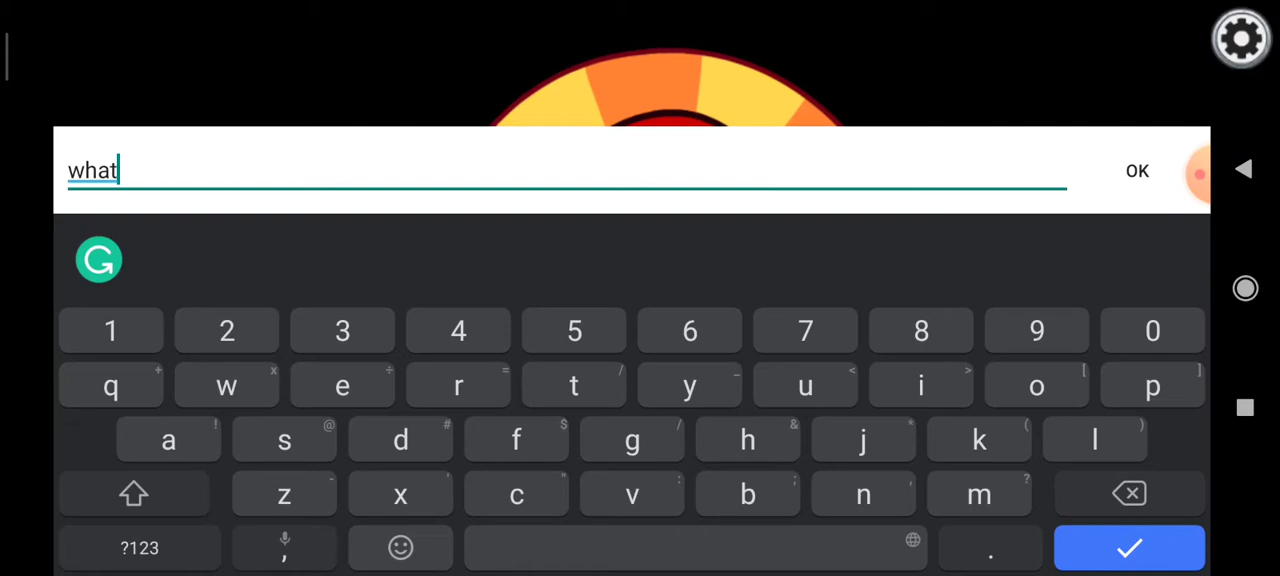 what
OK
1 2 3 4 5 6 7 8 9 0
q + w x e ÷ r = t / y _ u < i > o [ p ]
a ! s @ d # f $ g / h & j * k ( l )
z - x ' c " v : b ; n , m ?
?123 , .